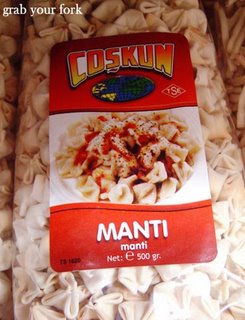 grab your fork
COŞKUN
TSE
MANTI
manti
Net: ℮ 500 gr.